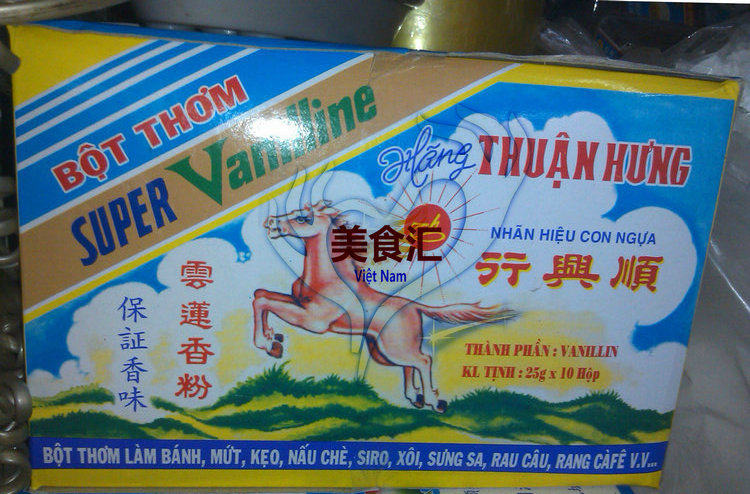 BỘT THƠM
SUPER Vanilline
Hãng THUẬN HƯNG
NHÃN HIỆU CON NGỰA
行興順
美食汇
Việt Nam
雲蓮香粉
保証香味
THÀNH PHẦN : VANILLIN
KL TỊNH : 25g x 10 Hộp
BỘT THƠM LÀM BÁNH, MỨT, KẸO, NẤU CHÈ, SIRO, XÔI, SƯNG SA, RAU CÂU, RANG CÀFÊ V.V...